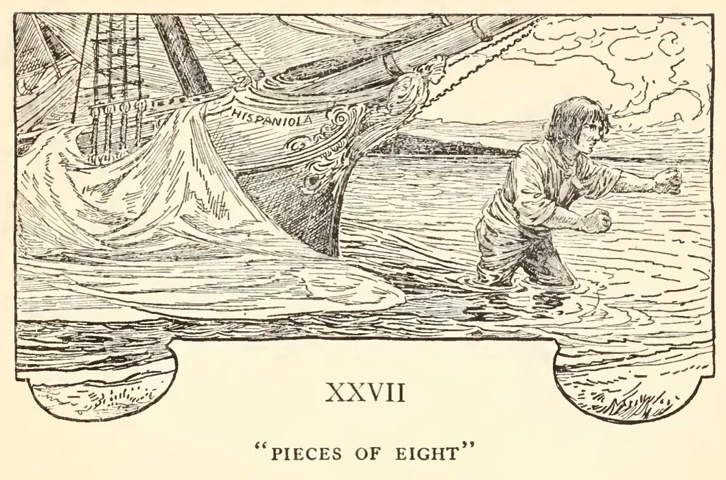 HISPANIOLA
XXVII
“PIECES OF EIGHT”